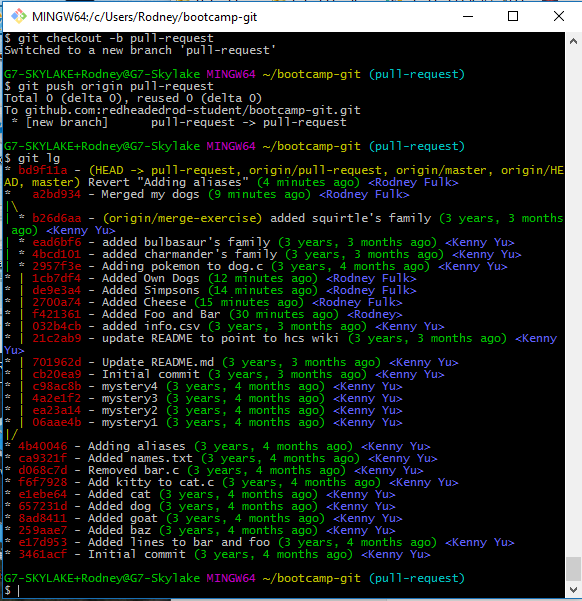 MINGW64:/c/Users/Rodney/bootcamp-git
$ git checkout -b pull-request
Switched to a new branch 'pull-request'
G7-SKYLAKE+Rodney@G7-Skylake MINGW64 ~/bootcamp-git (pull-request)
$ git push origin pull-request
Total 0 (delta 0), reused 0 (delta 0)
To github.com:redheadedrod-student/bootcamp-git.git
 * [new branch]      pull-request -> pull-request
G7-SKYLAKE+Rodney@G7-Skylake MINGW64 ~/bootcamp-git (pull-request)
$ git lg
* bd9f11a - (HEAD -> pull-request, origin/pull-request, origin/master, origin/HE
AD, master) Revert "Adding aliases" (4 minutes ago) <Rodney Fulk>
*   a2bd934 - Merged my dogs (9 minutes ago) <Rodney Fulk>
|\
| * b26d6aa - (origin/merge-exercise) added squirtle's family (3 years, 3 months
 ago) <Kenny Yu>
| * ead6bf6 - added bulbasaur's family (3 years, 3 months ago) <Kenny Yu>
| * 4bcd101 - added charmander's family (3 years, 3 months ago) <Kenny Yu>
| * 2957f3e - Adding pokemon to dog.c (3 years, 4 months ago) <Kenny Yu>
* | 1cb7df4 - Added Own Dogs (12 minutes ago) <Rodney Fulk>
* | de933a4 - Added Simpsons (14 minutes ago) <Rodney Fulk>
* | 2700a74 - Added Cheese (15 minutes ago) <Rodney Fulk>
* | f421361 - Added Foo and Bar (30 minutes ago) <Rodney>
* | 032b4cb - added info.csv (3 years, 3 months ago) <Kenny Yu>
* | 21c2ab9 - update README to point to hcs wiki (3 years, 3 months ago) <Kenny
Yu>
* | 701962d - Update README.md (3 years, 3 months ago) <Kenny Yu>
* | cb20ea9 - Initial commit (3 years, 3 months ago) <Kenny Yu>
* | c98ac8b - mystery4 (3 years, 4 months ago) <Kenny Yu>
* | 4a2e1f2 - mystery3 (3 years, 4 months ago) <Kenny Yu>
* | ea23a14 - mystery2 (3 years, 4 months ago) <Kenny Yu>
* | 06aae4b - mystery1 (3 years, 4 months ago) <Kenny Yu>
|/
* 4b40046 - Adding aliases (3 years, 4 months ago) <Kenny Yu>
* ca9321f - Added names.txt (3 years, 4 months ago) <Kenny Yu>
* d068c7d - Removed bar.c (3 years, 4 months ago) <Kenny Yu>
* f6f7928 - Add kitty to cat.c (3 years, 4 months ago) <Kenny Yu>
* e1ebe64 - Added cat (3 years, 4 months ago) <Kenny Yu>
* 657231d - Added dog (3 years, 4 months ago) <Kenny Yu>
* 8ad8411 - Added goat (3 years, 4 months ago) <Kenny Yu>
* 259aae7 - Added baz (3 years, 4 months ago) <Kenny Yu>
* e17d953 - Added lines to bar and foo (3 years, 4 months ago) <Kenny Yu>
* 3461acf - Initial commit (3 years, 4 months ago) <Kenny Yu>
G7-SKYLAKE+Rodney@G7-Skylake MINGW64 ~/bootcamp-git (pull-request)
$